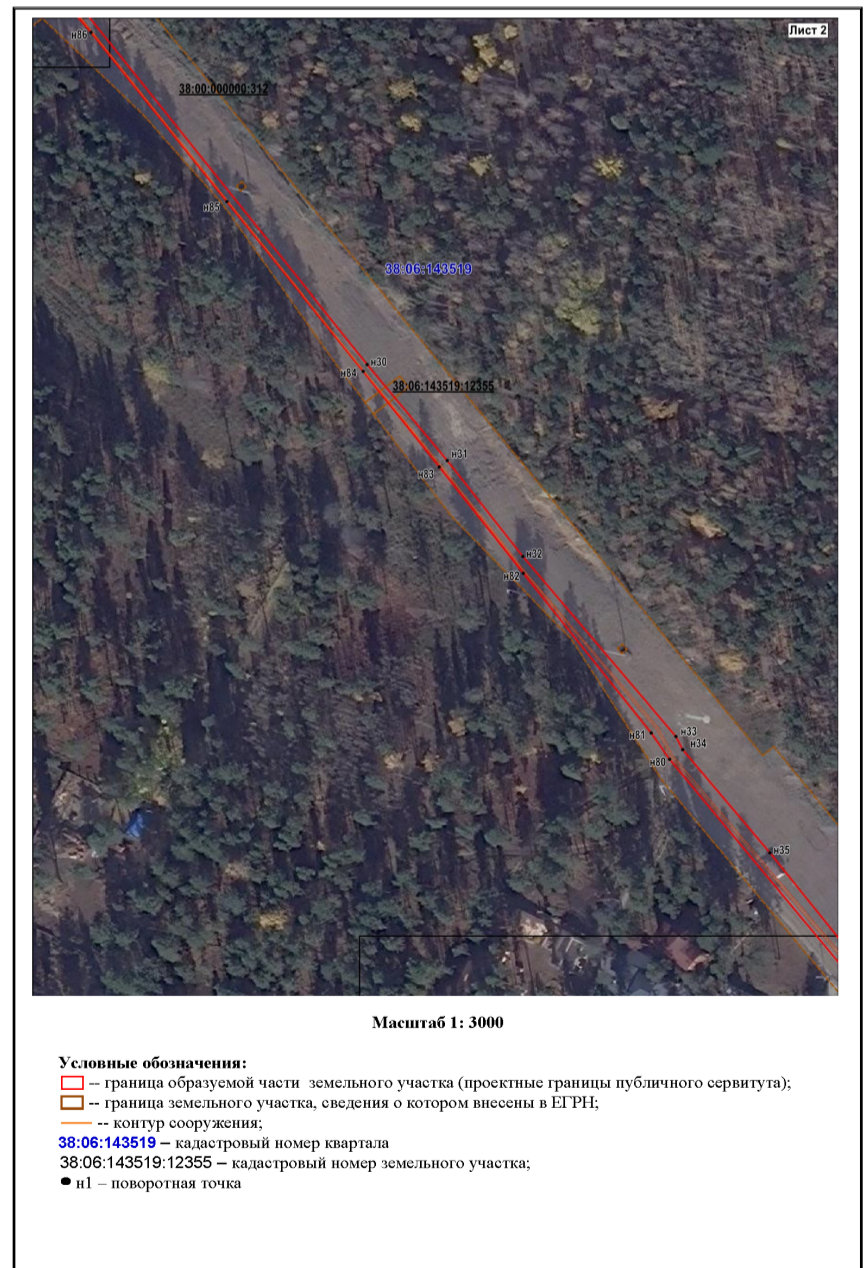 Лист 2
н86
38:00:000000:312
н85
38:06:143519
н30
н84
38:06:143519:12355
н31
н83
н32
н82
н81
н33
н34
н80
н35
Масштаб 1: 3000
Условные обозначения:
-- граница образуемой части земельного участка (проектные границы публичного сервитута);
-- граница земельного участка, сведения о котором внесены в ЕГРН;
-- контур сооружения;
38:06:143519 – кадастровый номер квартала
38:06:143519:12355 – кадастровый номер земельного участка;
н1 – поворотная точка